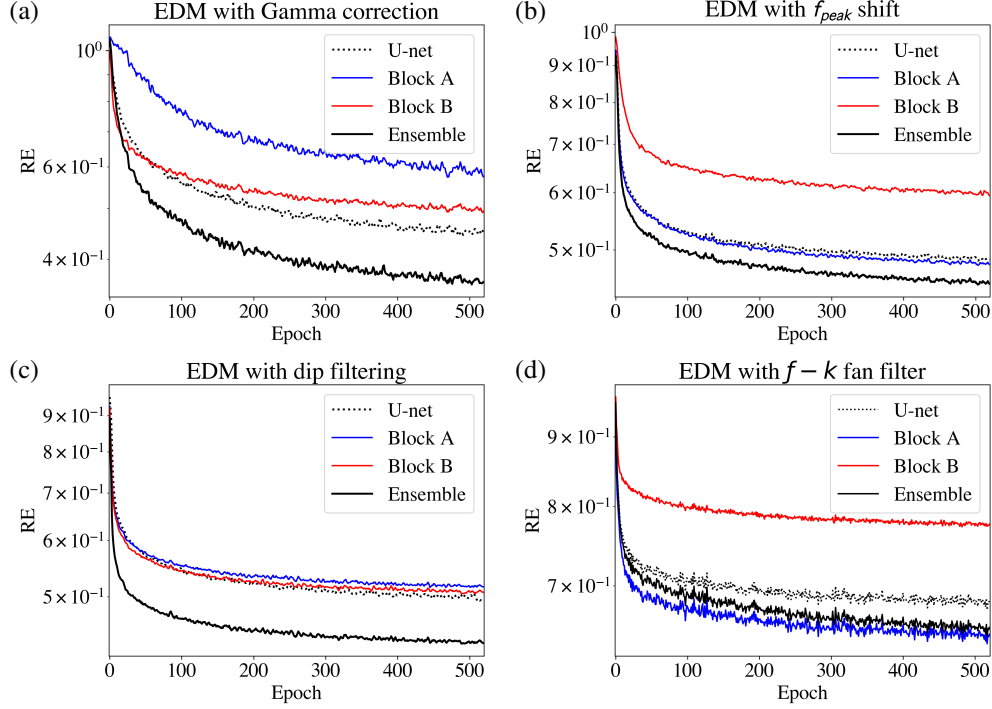 (a)
EDM with Gamma correction
U-net
Block A
Block B
Ensemble
RE
10⁰
6 × 10⁻¹
4 × 10⁻¹
0 100 200 300 400 500
Epoch
(b)
EDM with f_peak shift
U-net
Block A
Block B
Ensemble
RE
9 × 10⁻¹
8 × 10⁻¹
7 × 10⁻¹
6 × 10⁻¹
5 × 10⁻¹
0 100 200 300 400 500
Epoch
(c)
EDM with dip filtering
U-net
Block A
Block B
Ensemble
RE
9 × 10⁻¹
8 × 10⁻¹
7 × 10⁻¹
6 × 10⁻¹
5 × 10⁻¹
0 100 200 300 400 500
Epoch
(d)
EDM with f − k fan filter
U-net
Block A
Block B
Ensemble
RE
9 × 10⁻¹
8 × 10⁻¹
7 × 10⁻¹
0 100 200 300 400 500
Epoch